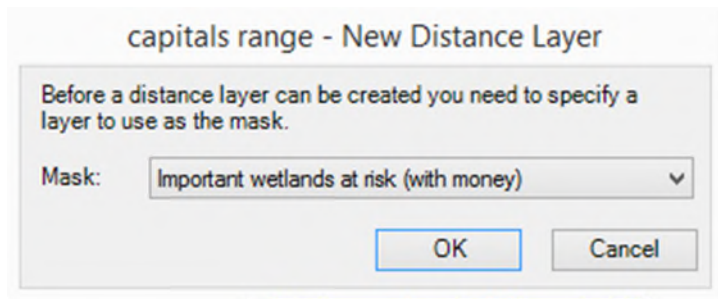 capitals range - New Distance Layer
Before a distance layer can be created you need to specify a
layer to use as the mask.
Mask: Important wetlands at risk (with money)
OK Cancel